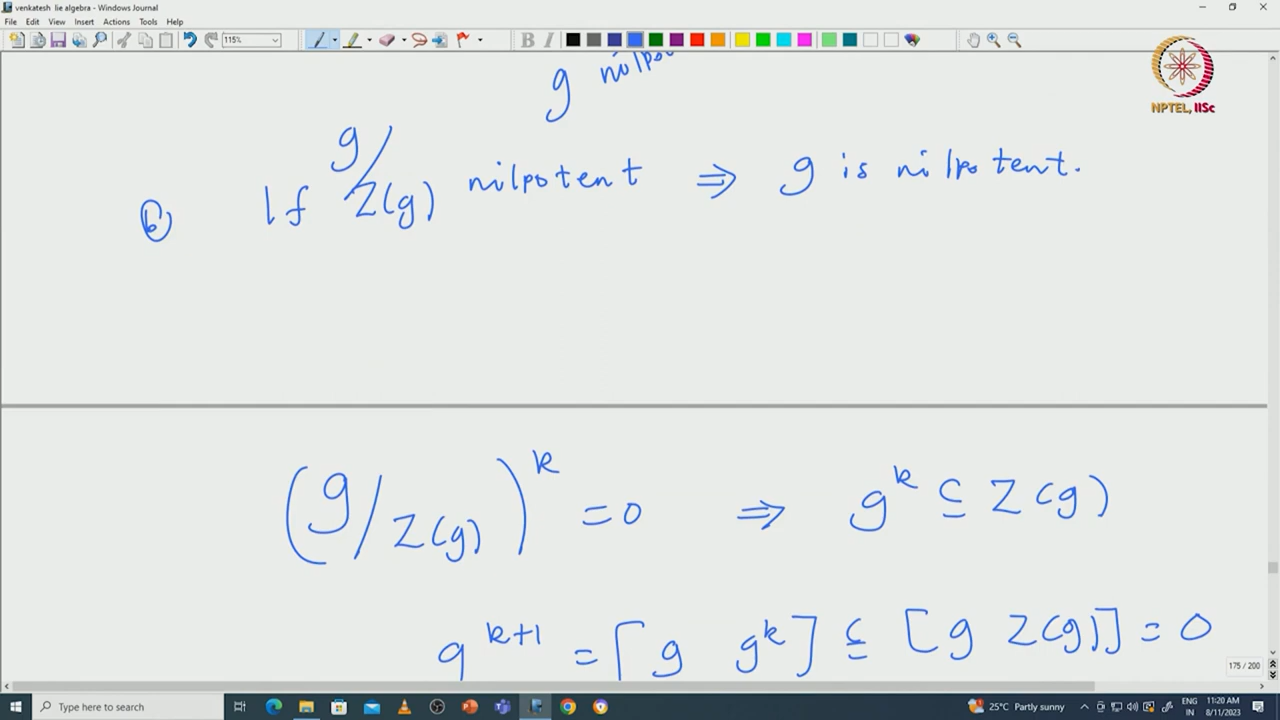 venkatesh lie algebra - Windows Journal
File Edit View Insert Actions Tools Help
115%
NPTEL, IISc
g
b If g/Z(g) nilpotent ⇒ g is nilpotent.
(g/Z(g))^k = 0 ⇒ g^k ⊆ Z(g)
g^{k+1} = [g g^k] ⊆ [g Z(g)] = 0
175 / 200
Type here to search
25°C Partly sunny
ENG
IN
11:20 AM
8/11/2023